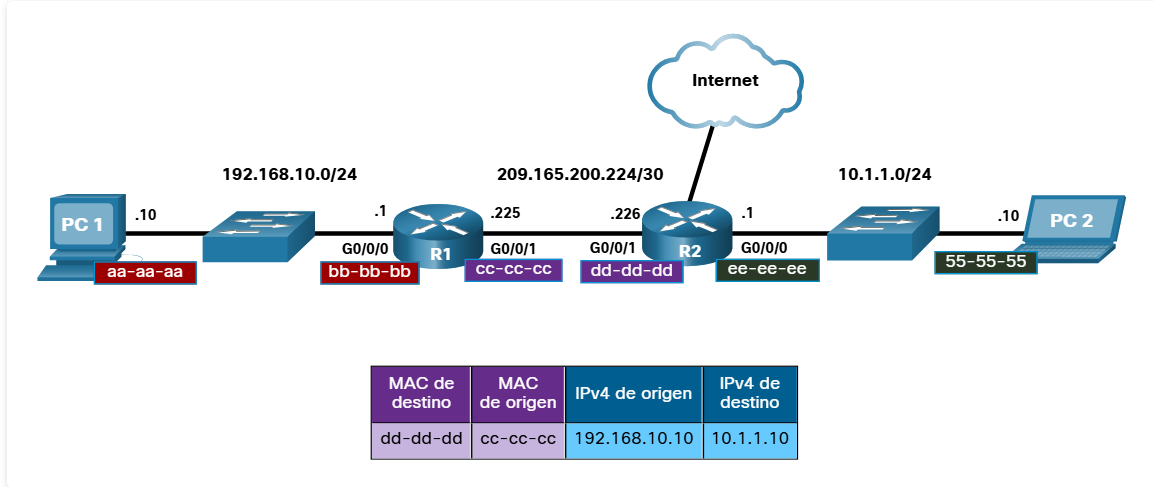 Internet
192.168.10.0/24
209.165.200.224/30
10.1.1.0/24
PC 1
.10
.1
.225
.226
.1
.10
PC 2
G0/0/0
R1
G0/0/1
G0/0/1
R2
G0/0/0
aa-aa-aa
bb-bb-bb
cc-cc-cc
dd-dd-dd
ee-ee-ee
55-55-55
MAC de destino
MAC de origen
IPv4 de origen
IPv4 de destino
dd-dd-dd
cc-cc-cc
192.168.10.10
10.1.1.10